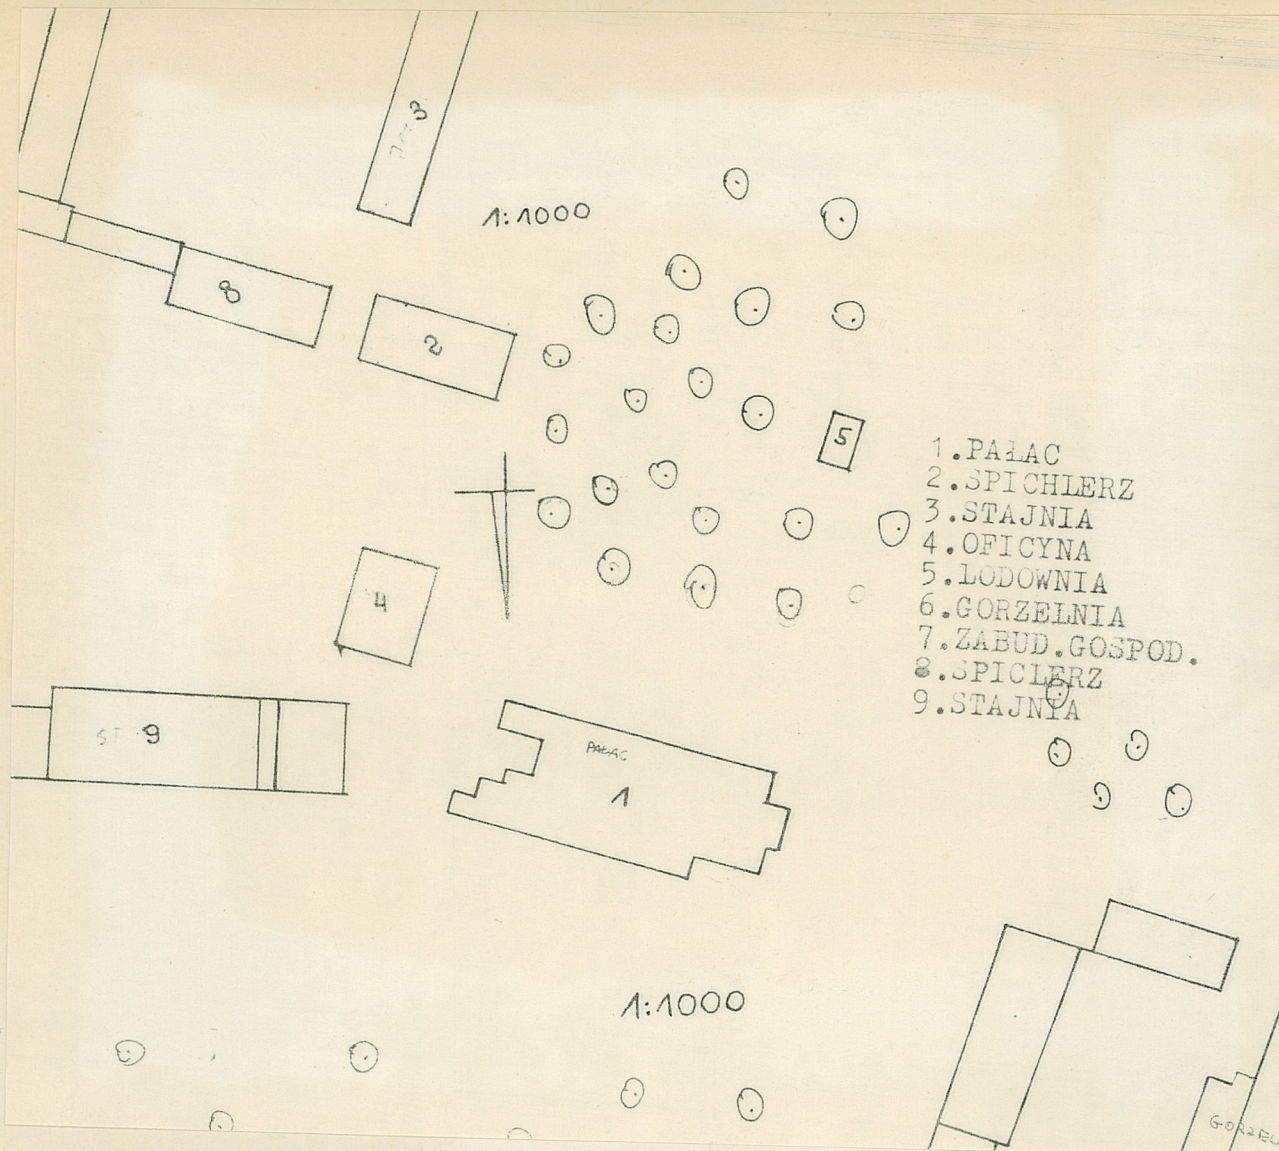 3
1:1000
8
2
5
1.PAŁAC
2.SPICHLERZ
3.STAJNIA
4.OFICYNA
5.LODOWNIA
6.GORZELNIA
7.ZABUD.GOSPOD.
8.SPICLERZ
9.STAJNIA
4
9
PAŁAC
1
1:1000